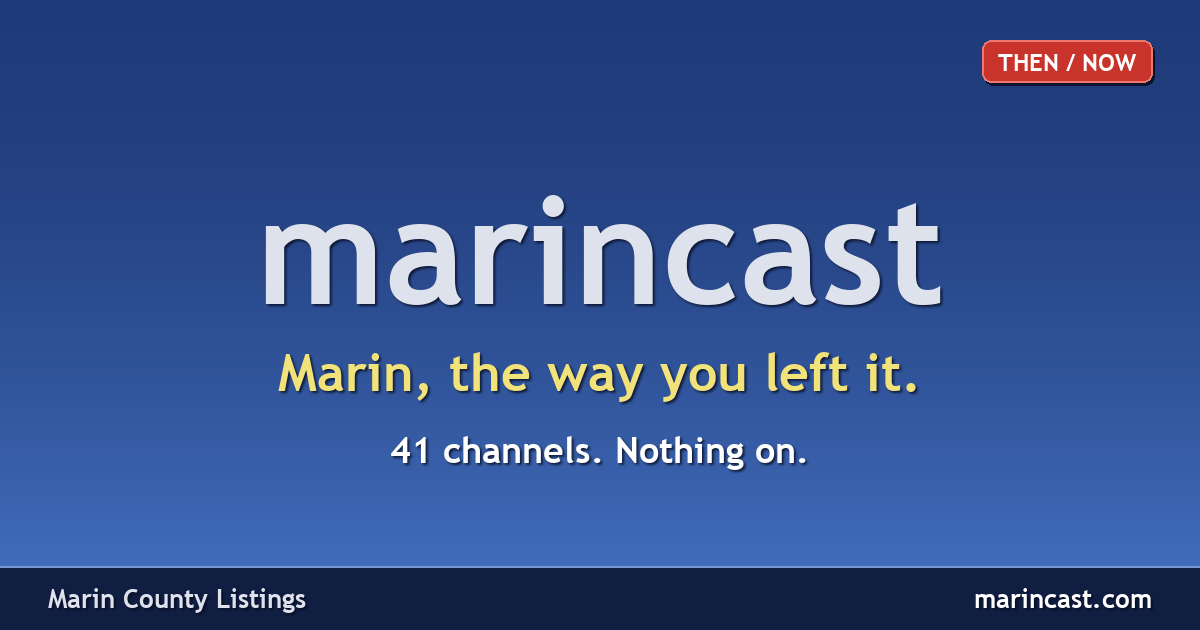 THEN / NOW
marincast
Marin, the way you left it.
41 channels. Nothing on.
Marin County Listings
marincast.com